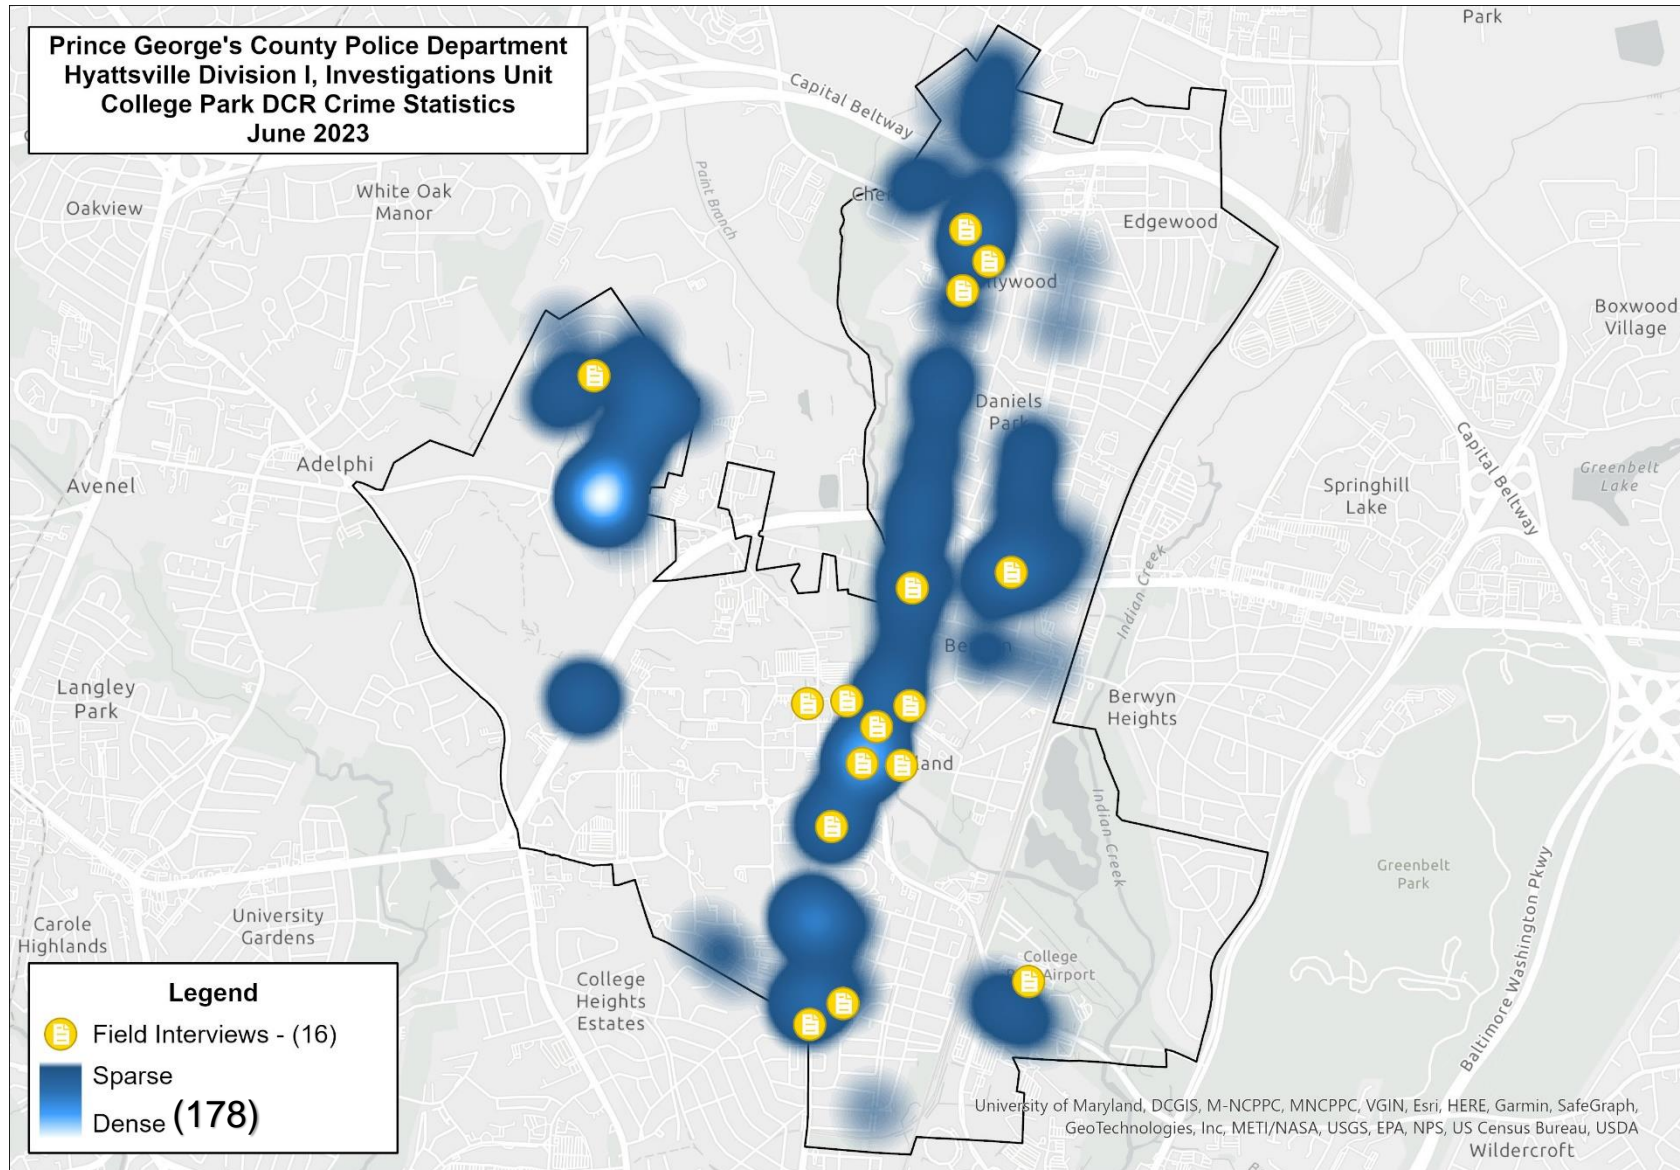 Prince George's County Police Department
Hyattsville Division I, Investigations Unit
College Park DCR Crime Statistics
June 2023
Park
Capital Beltway
Paint Branch
White Oak
Manor
Oakview
Edgewood
Boxwood
Village
Daniels
Adelphi
Avenel
Capital Beltway
Springhill
Lake
Greenbelt
Lake
Indian Creek
Langley
Park
Berwyn
Heights
Indian Creek
Greenbelt
Park
Baltimore Washington Pkwy
Carole
Highlands
University
Gardens
College
Heights
Estates
College
Airport
Legend
Field Interviews - (16)
Sparse
Dense (178)
University of Maryland, DCGIS, M-NCPPC, MNCPPC, VGIN, Esri, HERE, Garmin, SafeGraph,
GeoTechnologies, Inc, METI/NASA, USGS, EPA, NPS, US Census Bureau, USDA
Wildercroft